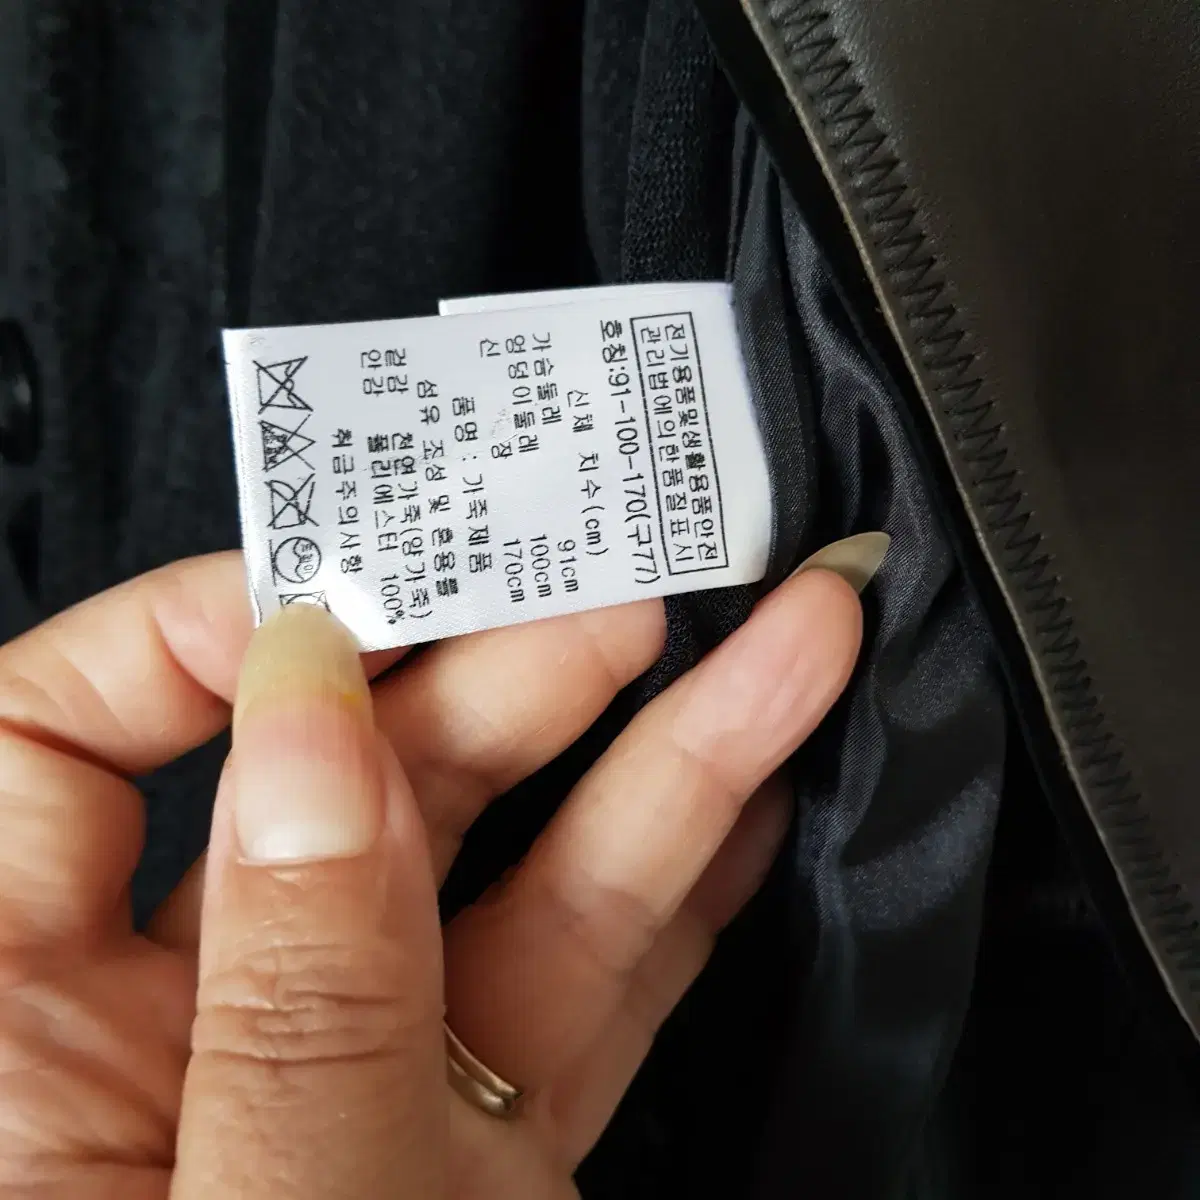 전기용품및생활용품안전
관리법에의한품질표시
호칭:91-100-170(구77)
신체 치수(cm)
가슴둘레 91cm
엉덩이둘레 100cm
신 장 170cm
품명 : 가죽제품
섬유 조성 및 혼용률
겉감 천연가죽(양가죽)
안감 폴리에스터 100%
취급주의사항
드라이